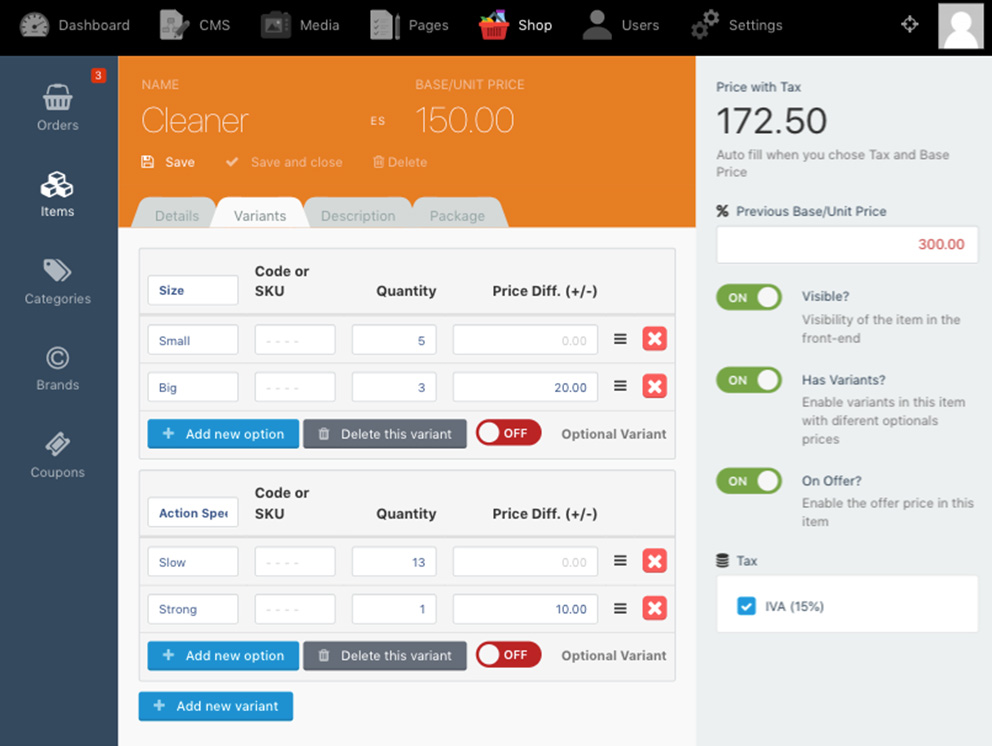 Dashboard CMS Media Pages Shop Users Settings
3
Orders
Items
Categories
Brands
Coupons
NAME BASE/UNIT PRICE
Cleaner ES 150.00
Save Save and close Delete
Details Variants Description Package
Size Code or SKU Quantity Price Diff. (+/-)
Small - - - - 5 0.00
Big - - - - 3 20.00
+ Add new option Delete this variant OFF Optional Variant
Action Spee Code or SKU Quantity Price Diff. (+/-)
Slow - - - - 13 0.00
Strong - - - - 1 10.00
+ Add new option Delete this variant OFF Optional Variant
+ Add new variant
Price with Tax
172.50
Auto fill when you chose Tax and Base
Price
% Previous Base/Unit Price
300.00
ON Visible?
Visibility of the item in the
front-end
ON Has Variants?
Enable variants in this item
with diferent optionals
prices
ON On Offer?
Enable the offer price in this
item
Tax
IVA (15%)